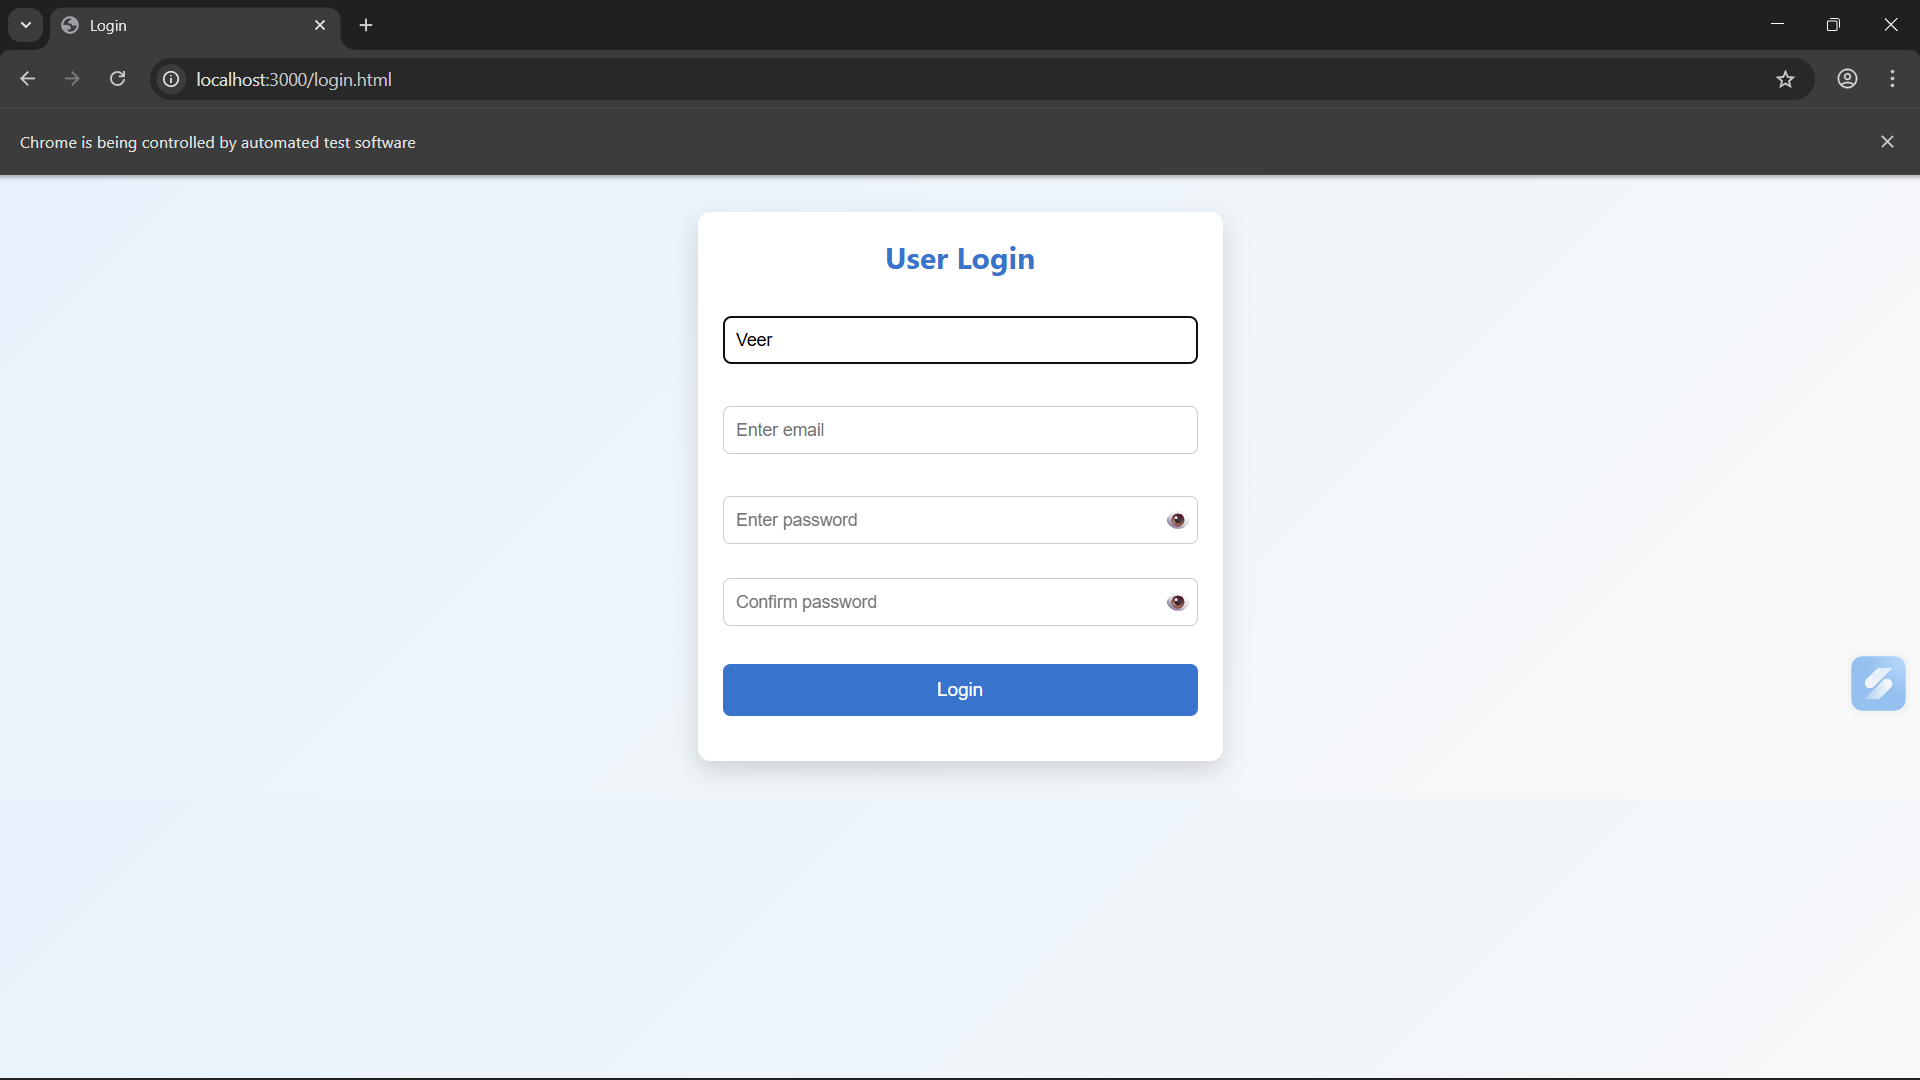 Login
localhost:3000/login.html
Chrome is being controlled by automated test software
User Login
Veer
Enter email
Enter password
Confirm password
Login